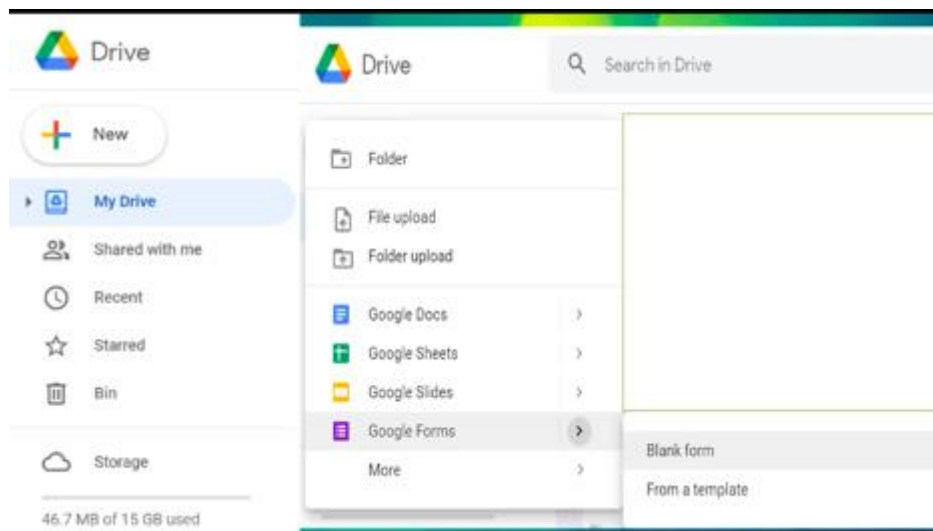 Drive
New
My Drive
Shared with me
Recent
Starred
Bin
Storage
46.7 MB of 15 GB used
Drive
Search in Drive
Folder
File upload
Folder upload
Google Docs
Google Sheets
Google Slides
Google Forms
More
Blank form
From a template